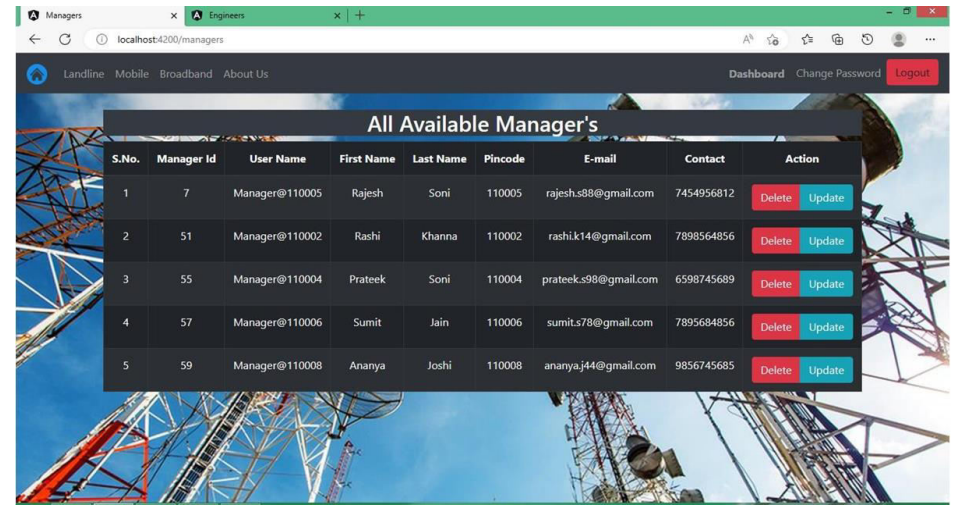 Managers Engineers
localhost:4200/managers
Landline Mobile Broadband About Us Dashboard Change Password Logout
All Available Manager's
S.No. Manager Id User Name First Name Last Name Pincode E-mail Contact Action
1 7 Manager@110005 Rajesh Soni 110005 rajesh.s88@gmail.com 7454956812 Delete Update
2 51 Manager@110002 Rashi Khanna 110002 rashi.k14@gmail.com 7898564856 Delete Update
3 55 Manager@110004 Prateek Soni 110004 prateek.s98@gmail.com 6598745689 Delete Update
4 57 Manager@110006 Sumit Jain 110006 sumit.s78@gmail.com 7895684856 Delete Update
5 59 Manager@110008 Ananya Joshi 110008 ananya.j44@gmail.com 9856745685 Delete Update